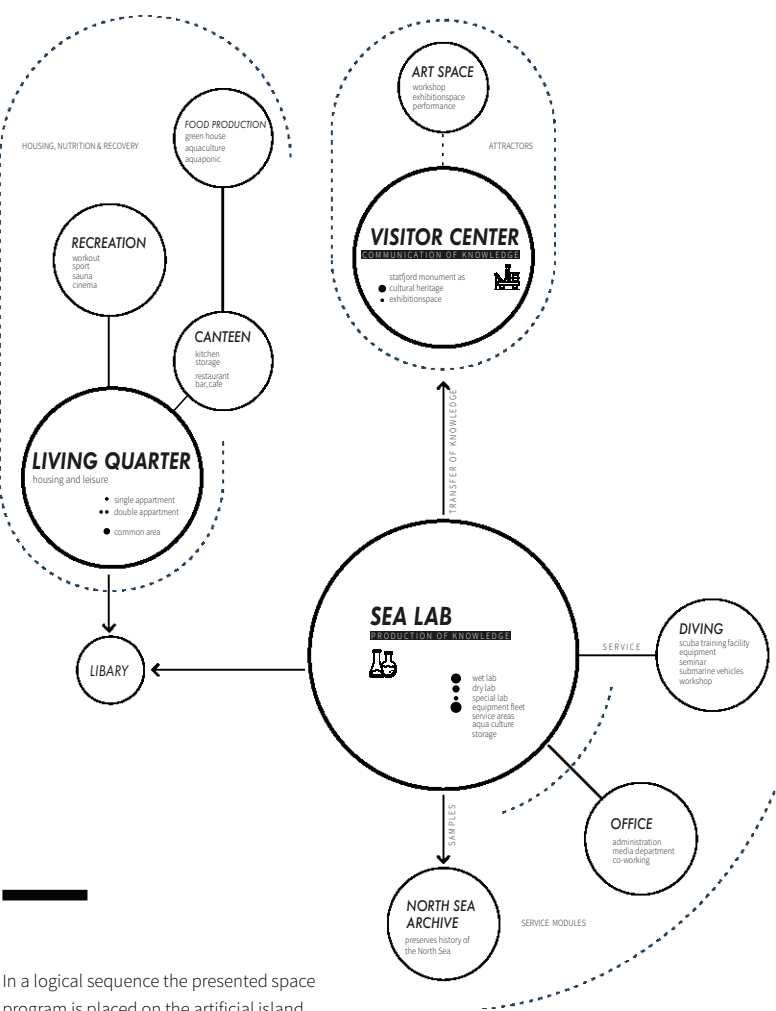 ART SPACE
workshop
exhibitionspace
performance
FOOD PRODUCTION
green house
aquaculture
aquaponic
HOUSING, NUTRITION & RECOVERY
ATTRACTORS
RECREATION
workout
sport
sauna
cinema
VISITOR CENTER
COMMUNICATION OF KNOWLEDGE
statfjord monument as
cultural heritage
exhibitionspace
CANTEEN
kitchen
storage
restaurant
bar, cafe
TRANSFER OF KNOWLEDGE
LIVING QUARTER
housing and leisure
single appartment
double appartment
common area
SEA LAB
PRODUCTION OF KNOWLEDGE
wet lab
dry lab
special lab
equipment fleet
service areas
aqua culture
storage
LIBARY
SERVICE
DIVING
scuba training facility
equipment
seminar
submarine vehicles
workshop
SAMPLES
OFFICE
administration
media department
co-working
NORTH SEA
ARCHIVE
preserves history of
the North Sea
SERVICE MODULES
In a logical sequence the presented space
program is placed on the artificial island